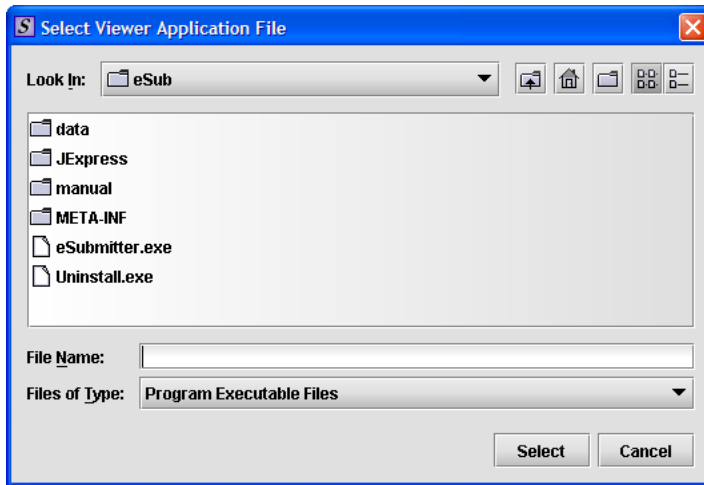 S Select Viewer Application File
Look In: eSub
data
JExpress
manual
META-INF
eSubmitter.exe
Uninstall.exe
File Name:
Files of Type: Program Executable Files
Select Cancel